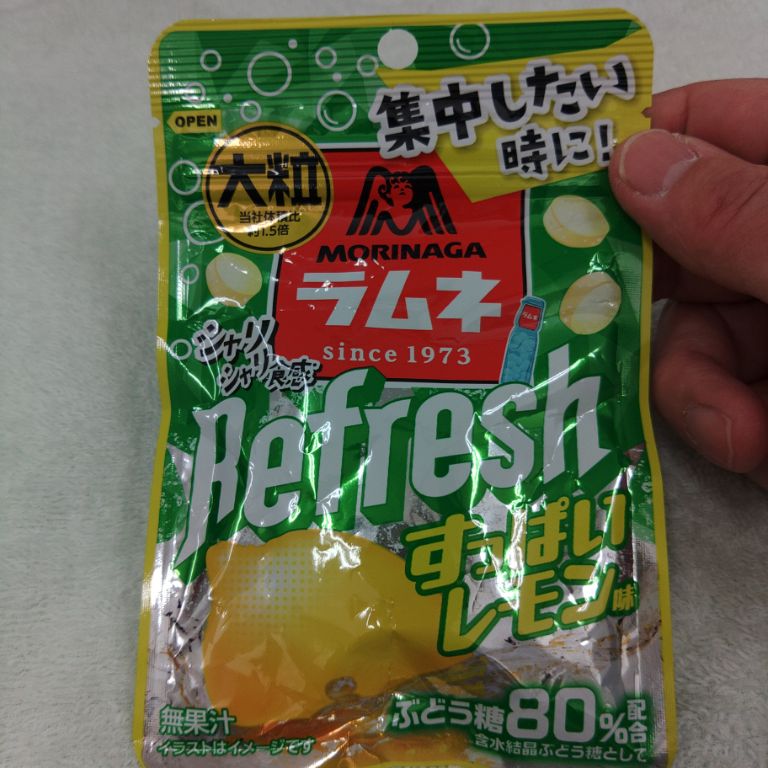 OPEN
集中したい
時に!
大粒
当社体積比
約1.5倍
MORINAGA
ラムネ
since 1973
ラムネ
シャリ
シャリ食感
Refresh
すっぱい
レモン味
無果汁
イラストはイメージです
ぶどう糖80%配合
含水結晶ぶどう糖として